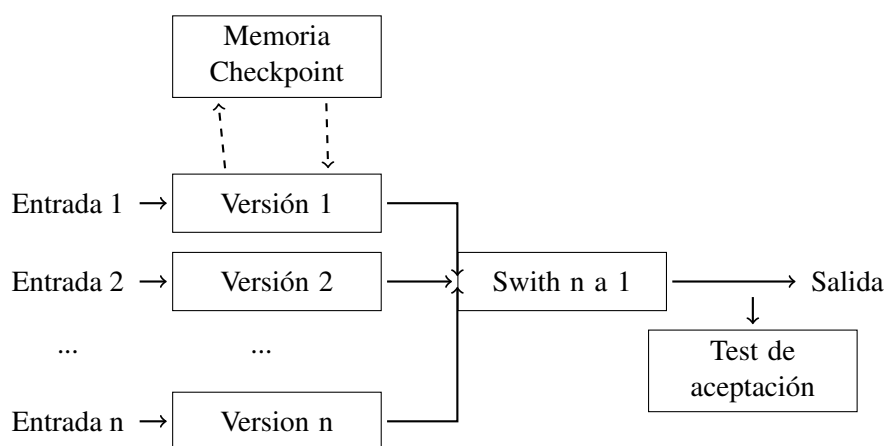 Memoria
Checkpoint
Entrada 1
Versión 1
Entrada 2
Versión 2
Swith n a 1
Salida
...
...
Test de
aceptación
Entrada n
Version n